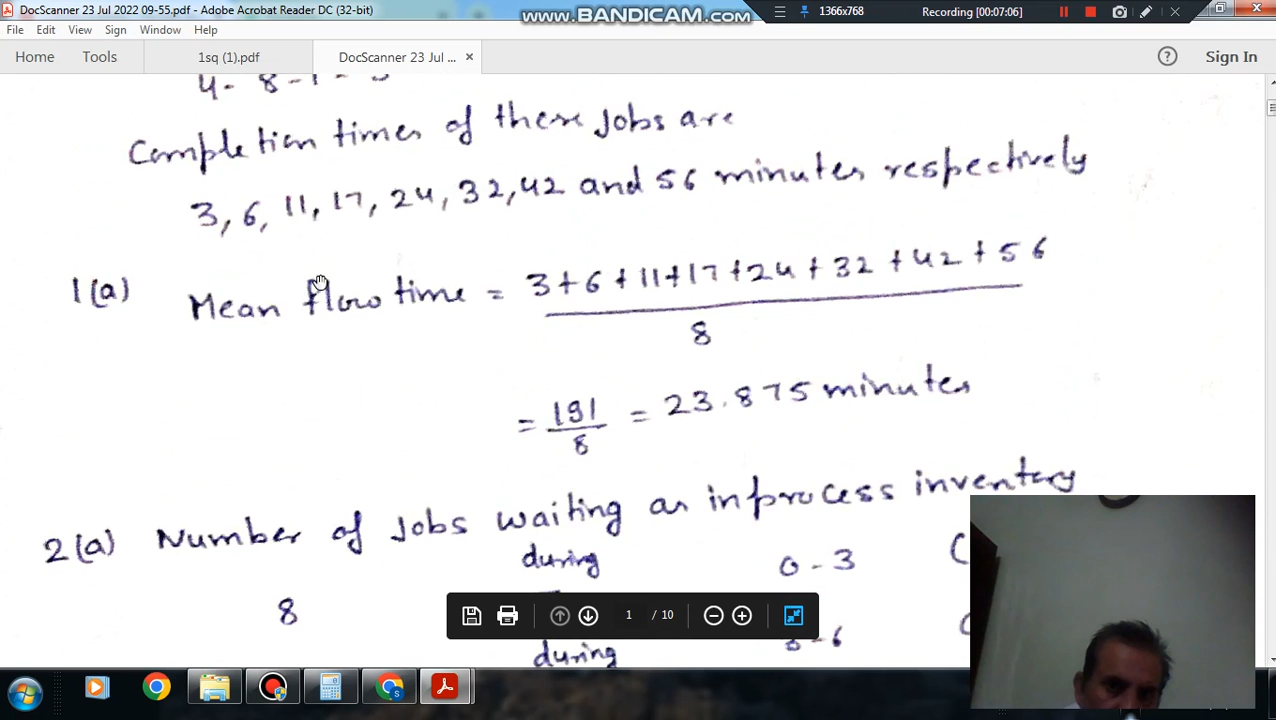 DocScanner 23 Jul 2022 09-55.pdf - Adobe Acrobat Reader DC (32-bit)
WWW.BANDICAM.COM
1366x768
Recording [00:07:06]
File Edit View Sign Window Help
Home Tools 1sq (1).pdf DocScanner 23 Jul ... Sign In
Completion times of these Jobs are
3, 6, 11, 17, 24, 32, 42 and 56 minutes respectively
1(a) Mean flow time = 3+6+11+17+24+32+42+56
8
= 191
8
= 23.875 minutes
2(a) Number of Jobs waiting as inprocess inventory
during 0-3
8
1 / 10
-6
during